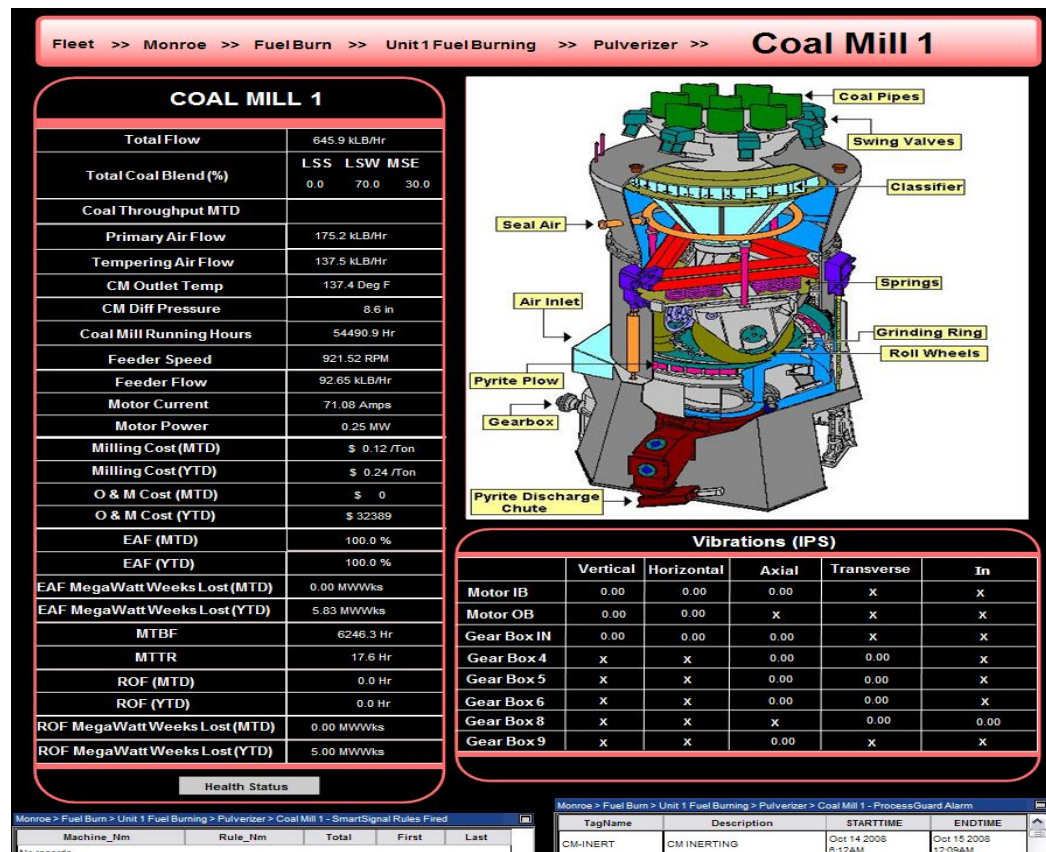 Fleet >> Monroe >> Fuel Burn >> Unit 1 Fuel Burning >> Pulverizer >> Coal Mill 1
COAL MILL 1
Total Flow 645.9 kLB/Hr
Total Coal Blend (%) LSS LSW MSE
0.0 70.0 30.0
Coal Throughput MTD
Primary Air Flow 175.2 kLB/Hr
Tempering Air Flow 137.5 kLB/Hr
CM Outlet Temp 137.4 Deg F
CM Diff Pressure 8.6 in
Coal Mill Running Hours 54490.9 Hr
Feeder Speed 921.52 RPM
Feeder Flow 92.65 kLB/Hr
Motor Current 71.08 Amps
Motor Power 0.25 MW
Milling Cost (MTD) $ 0.12 /Ton
Milling Cost (YTD) $ 0.24 /Ton
O & M Cost (MTD) $ 0
O & M Cost (YTD) $ 32389
EAF (MTD) 100.0 %
EAF (YTD) 100.0 %
EAF MegaWatt Weeks Lost (MTD) 0.00 MWWks
EAF MegaWatt Weeks Lost (YTD) 5.83 MWWks
MTBF 6246.3 Hr
MTTR 17.6 Hr
ROF (MTD) 0.0 Hr
ROF (YTD) 0.0 Hr
ROF MegaWatt Weeks Lost (MTD) 0.00 MWWks
ROF MegaWatt Weeks Lost (YTD) 5.00 MWWks
Health Status
Coal Pipes
Swing Valves
Classifier
Seal Air
Springs
Air Inlet
Grinding Ring
Roll Wheels
Pyrite Plow
Gearbox
Pyrite Discharge
Chute
Vibrations (IPS)
Vertical Horizontal Axial Transverse In
Motor IB 0.00 0.00 0.00 x x
Motor OB 0.00 0.00 x x x
Gear Box IN 0.00 0.00 0.00 x x
Gear Box 4 x x 0.00 0.00 x
Gear Box 5 x x 0.00 0.00 x
Gear Box 6 x x 0.00 0.00 x
Gear Box 8 x x x 0.00 0.00
Gear Box 9 x x 0.00 x x
Monroe > Fuel Burn > Unit 1 Fuel Burning > Pulverizer > Coal Mill 1 - SmartSignal Rules Fired
Machine_Nm Rule_Nm Total First Last
No records
Monroe > Fuel Burn > Unit 1 Fuel Burning > Pulverizer > Coal Mill 1 - ProcessGuard Alarm
TagName Description STARTTIME ENDTIME
CM-INERT CM INERTING Oct 14 2008 Oct 15 2008
6:12AM 12:09AM